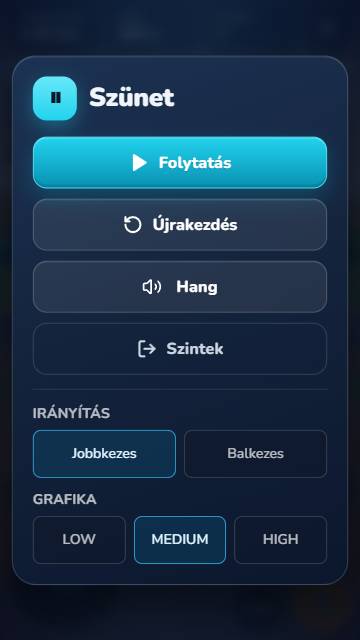 Szünet
Folytatás
Újrakezdés
Hang
Szintek
IRÁNYÍTÁS
Jobbkezes
Balkezes
GRAFIKA
LOW
MEDIUM
HIGH